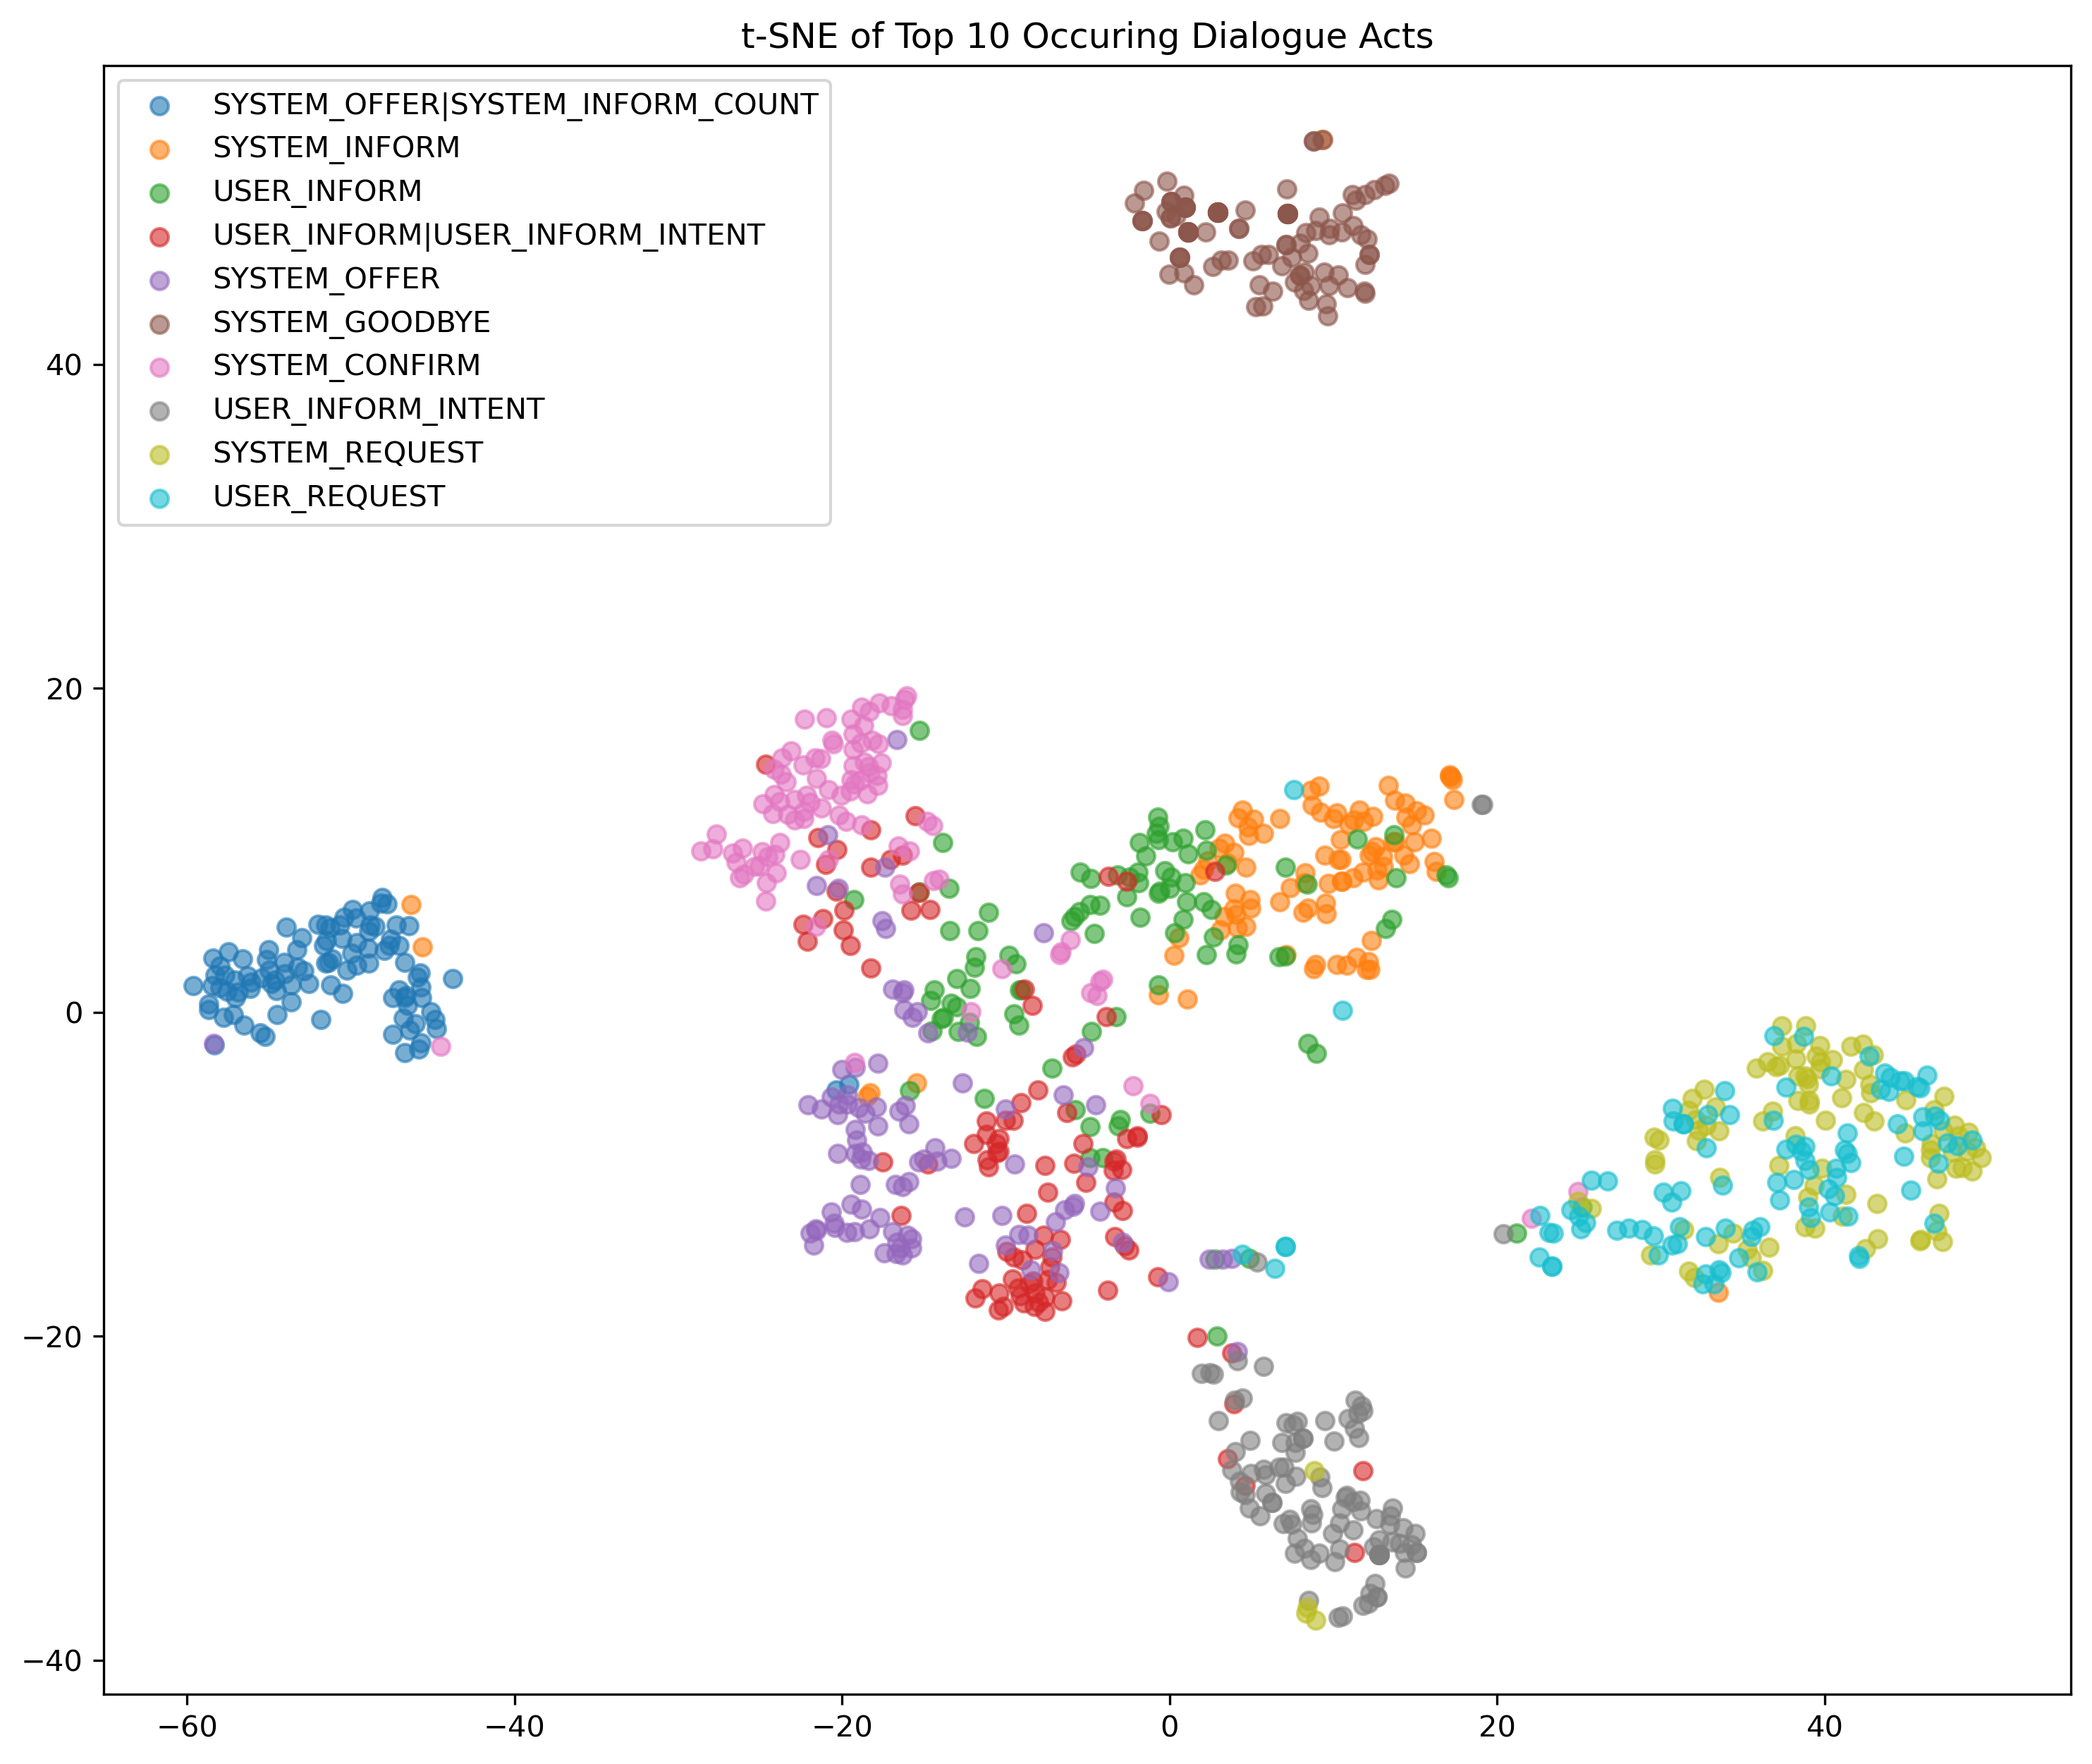 t-SNE of Top 10 Occuring Dialogue Acts
SYSTEM_OFFER|SYSTEM_INFORM_COUNT
SYSTEM_INFORM
USER_INFORM
USER_INFORM|USER_INFORM_INTENT
SYSTEM_OFFER
SYSTEM_GOODBYE
SYSTEM_CONFIRM
USER_INFORM_INTENT
SYSTEM_REQUEST
USER_REQUEST
40
20
0
−20
−40
−60 −40 −20 0 20 40